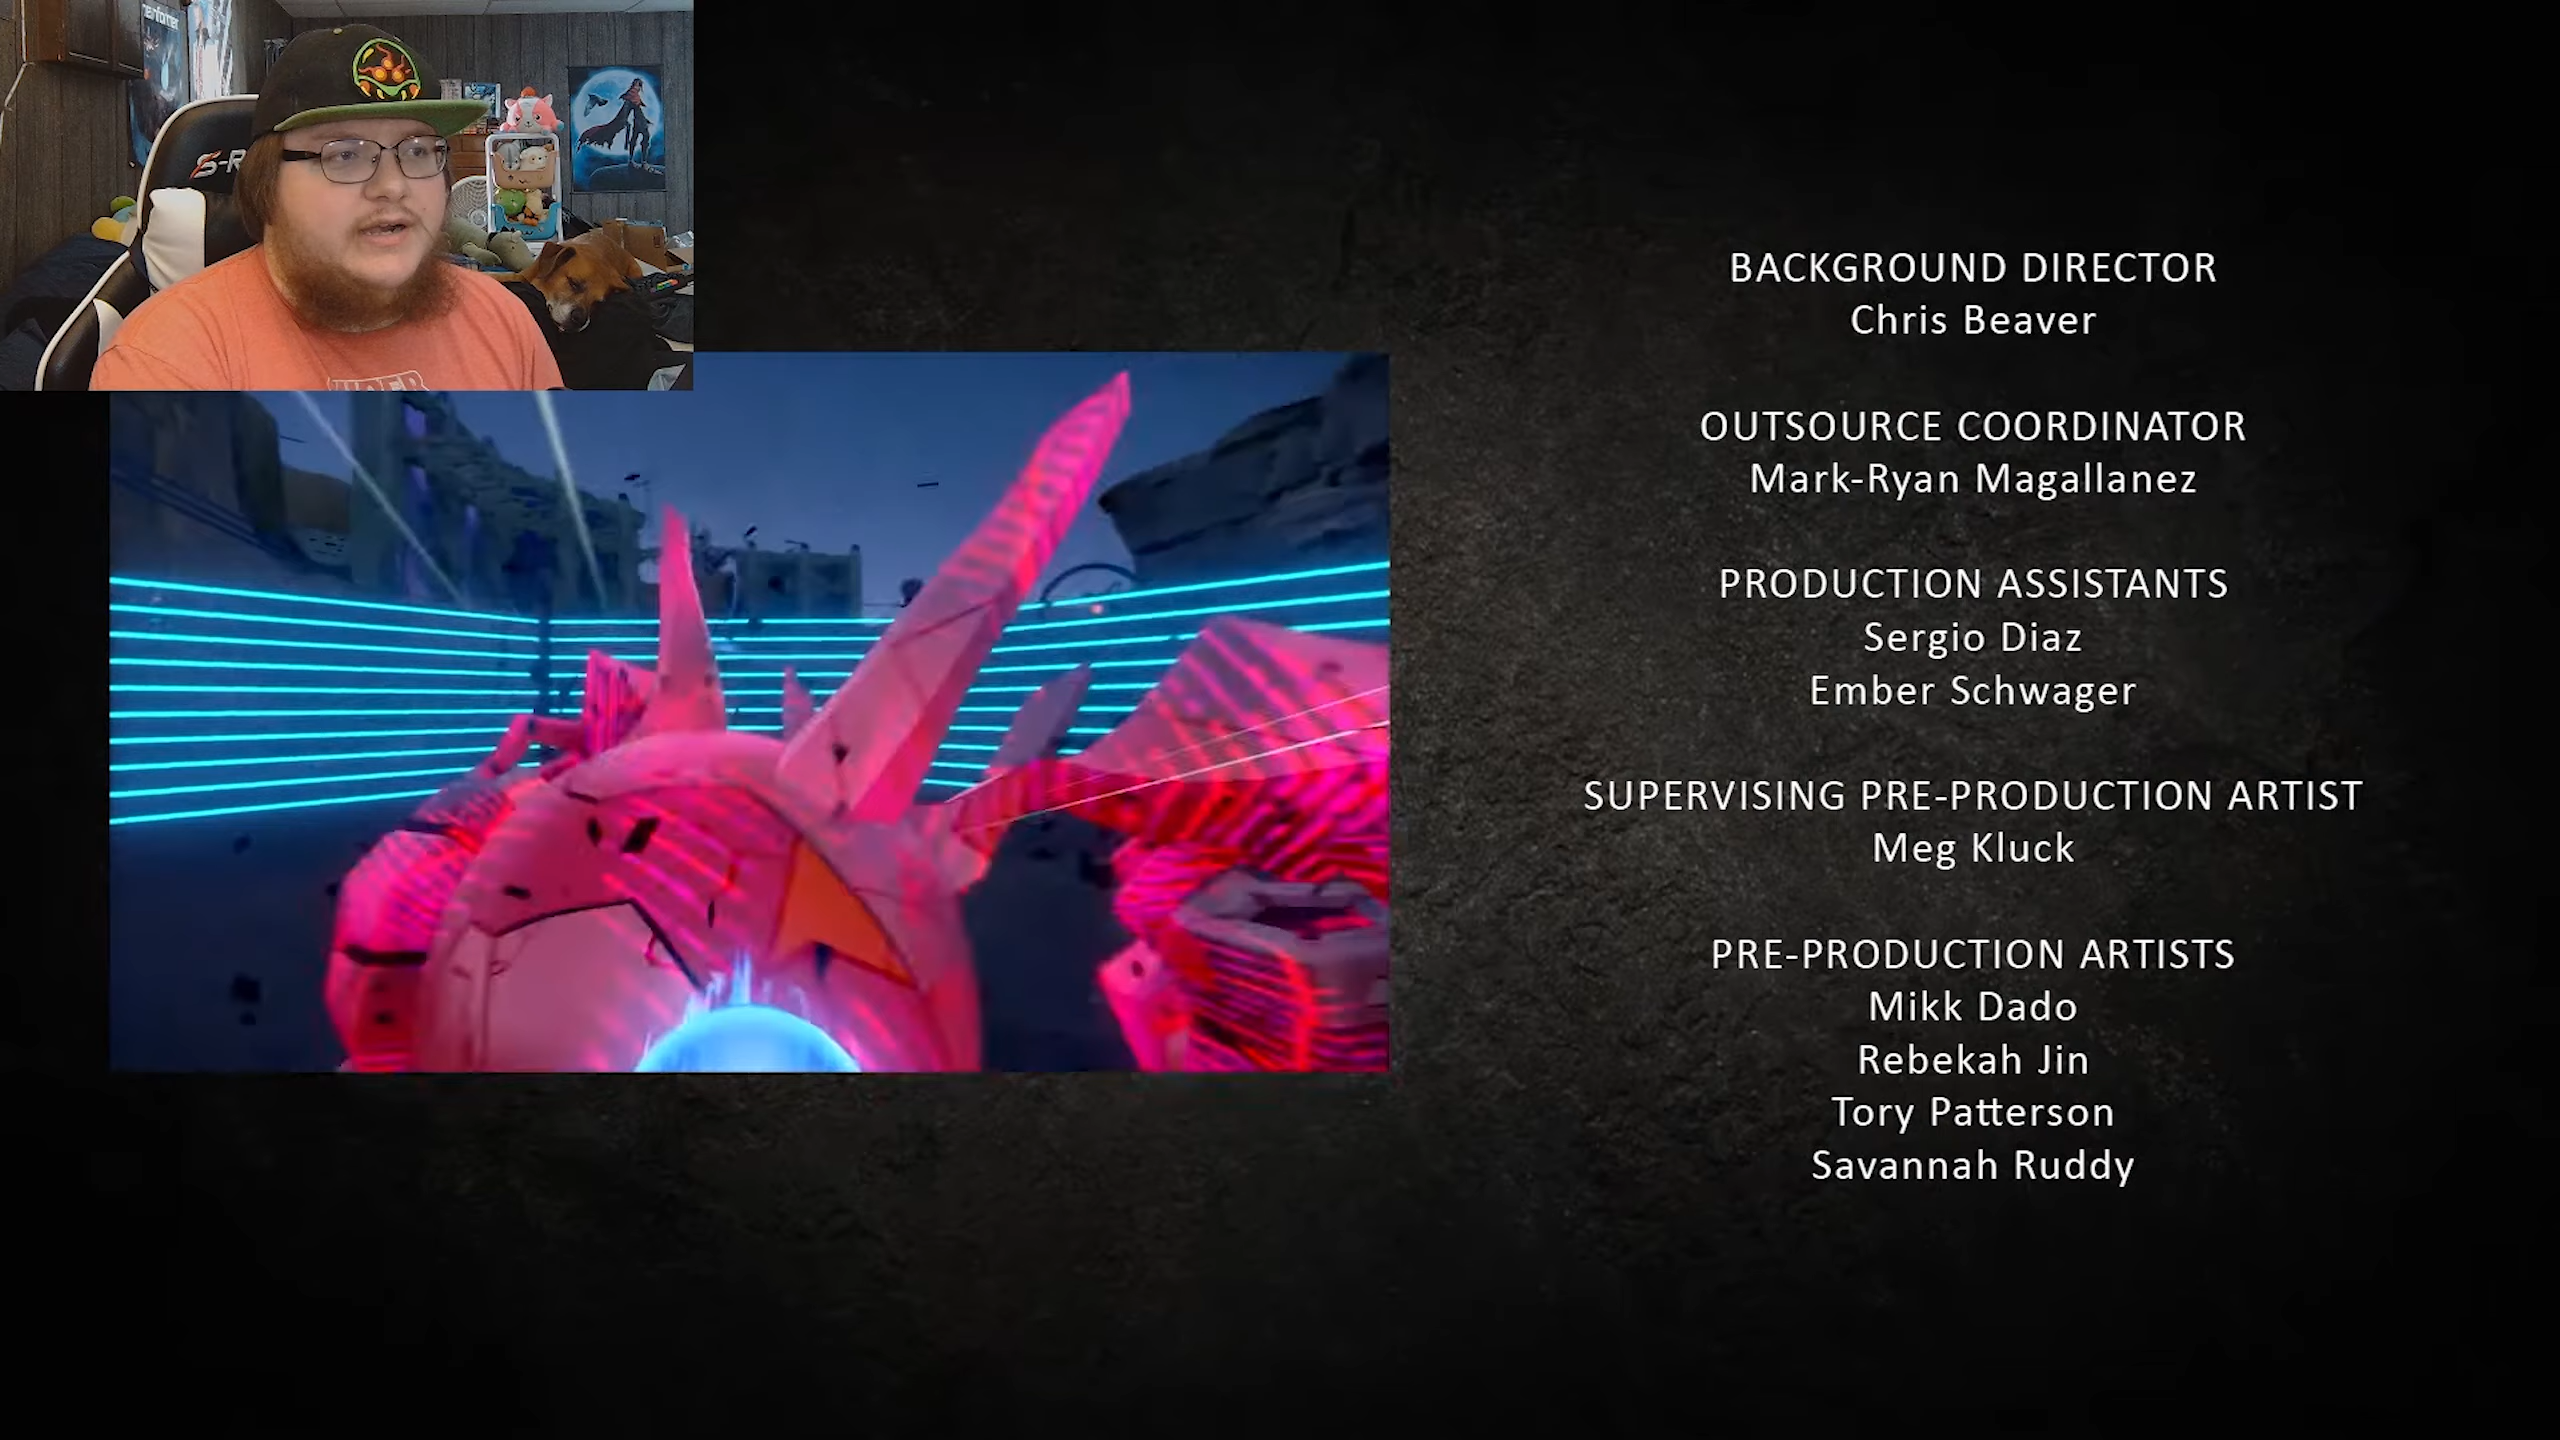 S-R
BACKGROUND DIRECTOR
Chris Beaver
OUTSOURCE COORDINATOR
Mark-Ryan Magallanez
PRODUCTION ASSISTANTS
Sergio Diaz
Ember Schwager
SUPERVISING PRE-PRODUCTION ARTIST
Meg Kluck
PRE-PRODUCTION ARTISTS
Mikk Dado
Rebekah Jin
Tory Patterson
Savannah Ruddy